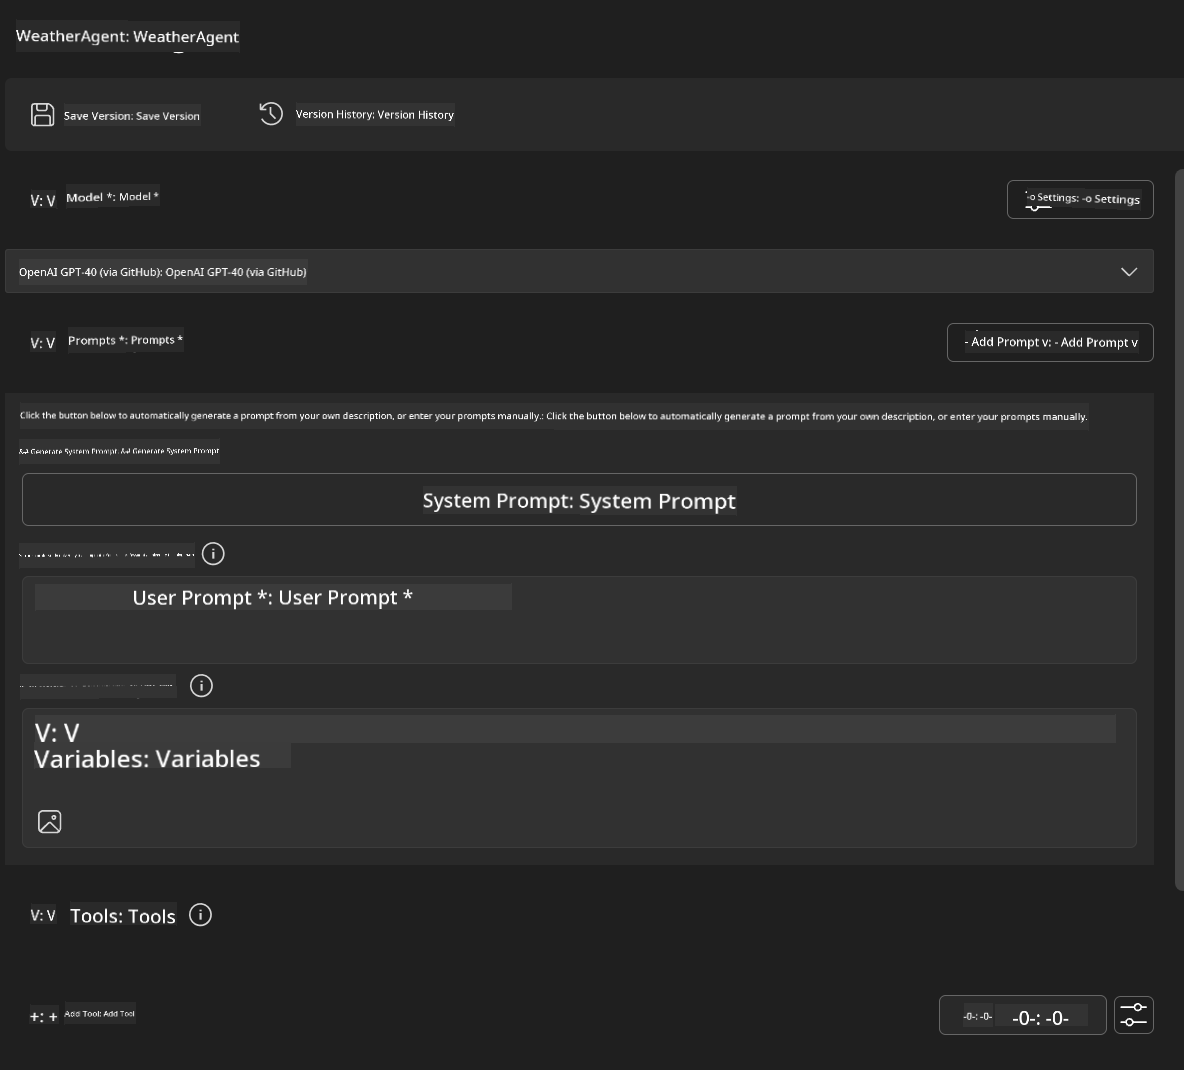 WeatherAgent: WeatherAgent
Save Version: Save Version
Version History: Version History
V: V
Model *: Model *
-o Settings: -o Settings
OpenAI GPT-40 (via GitHub): OpenAI GPT-40 (via GitHub)
V: V
Prompts *: Prompts *
- Add Prompt v: - Add Prompt v
Click the button below to automatically generate a prompt from your own description, or enter your prompts manually.: Click the button below to automatically generate a prompt from your own description, or enter your prompts manually.
Generate System Prompt: Generate System Prompt
System Prompt: System Prompt
User Prompt *: User Prompt *
V: V
Variables: Variables
V: V
Tools: Tools
+: +
Add Tool: Add Tool
-0-: -0-
-0-: -0-